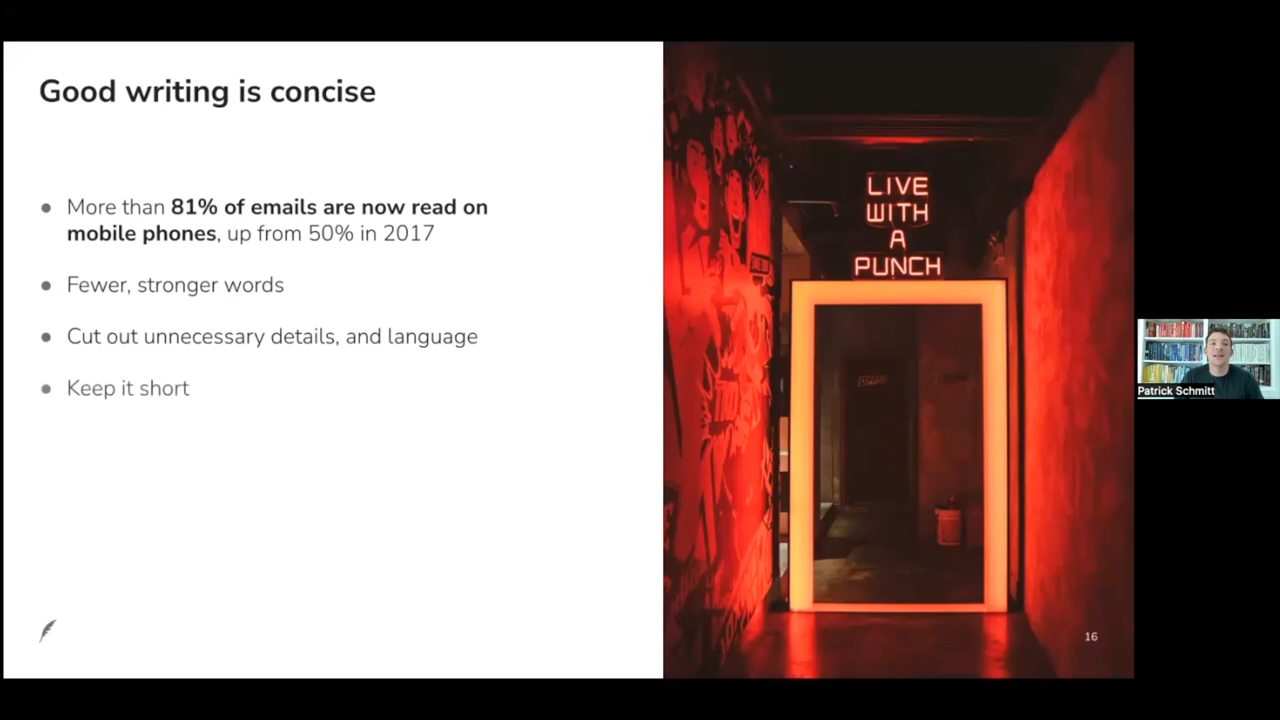 Good writing is concise
● More than 81% of emails are now read on
mobile phones, up from 50% in 2017
● Fewer, stronger words
● Cut out unnecessary details, and language
● Keep it short
LIVE
WITH
A
PUNCH
16
Patrick Schmitt